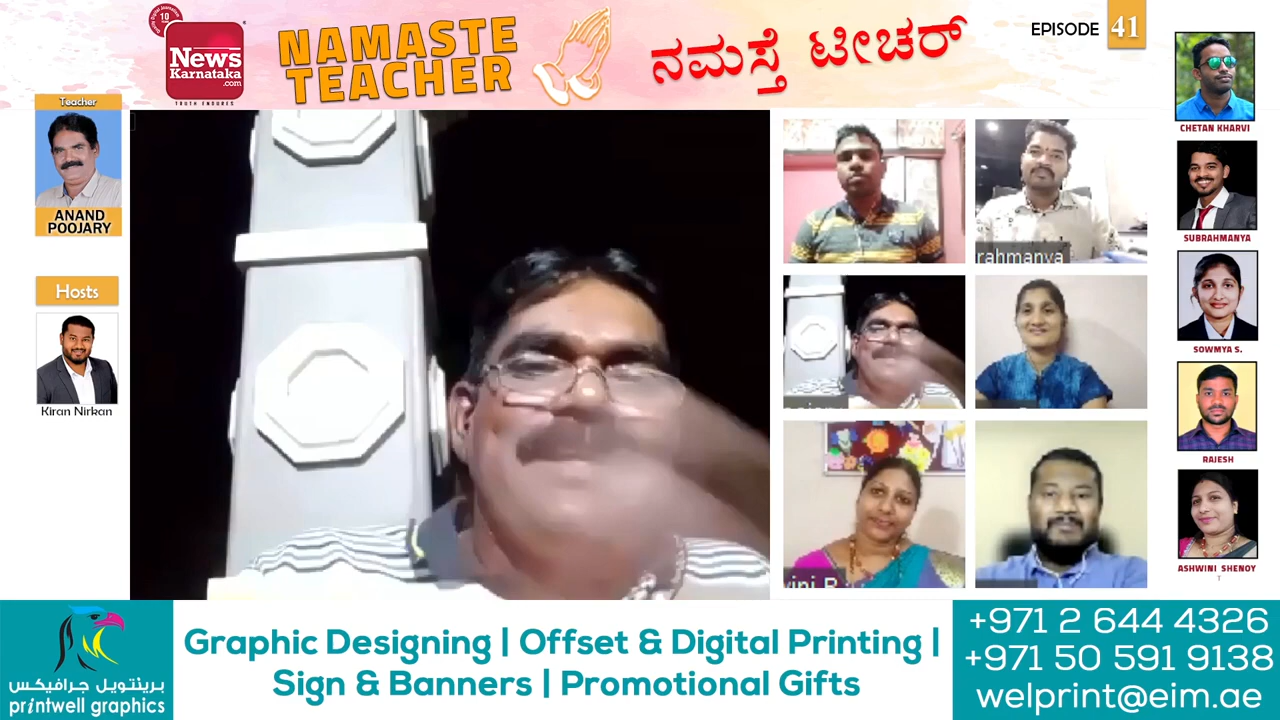 10
News
Karnataka
.com
TRUTH ENDURES
NAMASTE
TEACHER
ನಮಸ್ತೆ ಟೀಚರ್
EPISODE 41
Teacher
ANAND
POOJARY
Hosts
Kiran Nirkan
rahmanya
vini R
CHETAN KHARVI
SUBRAHMANYA
SOWMYA S.
RAJESH
ASHWINI SHENOY
T
برينتويل جرافيكس
printwell graphics
Graphic Designing | Offset & Digital Printing |
Sign & Banners | Promotional Gifts
+971 2 644 4326
+971 50 591 9138
welprint@eim.ae